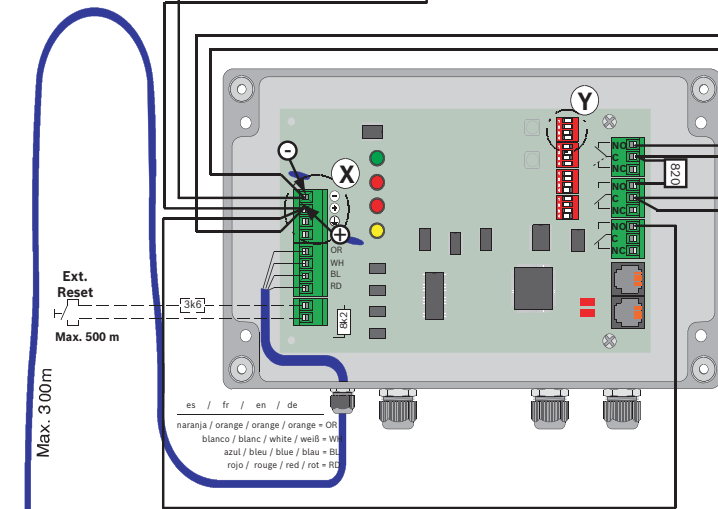 Y
NO
C
NC
820
X
-
+
NO
C
NC
+
NO
C
NC
OR
WH
BL
RD
Ext.
Reset
3k6
8k2
Max. 500 m
Max. 300m
es / fr / en / de
naranja / orange / orange / orange = OR
blanco / blanc / white / weiß = WH
azul / bleu / blue / blau = BL
rojo / rouge / red / rot = RD